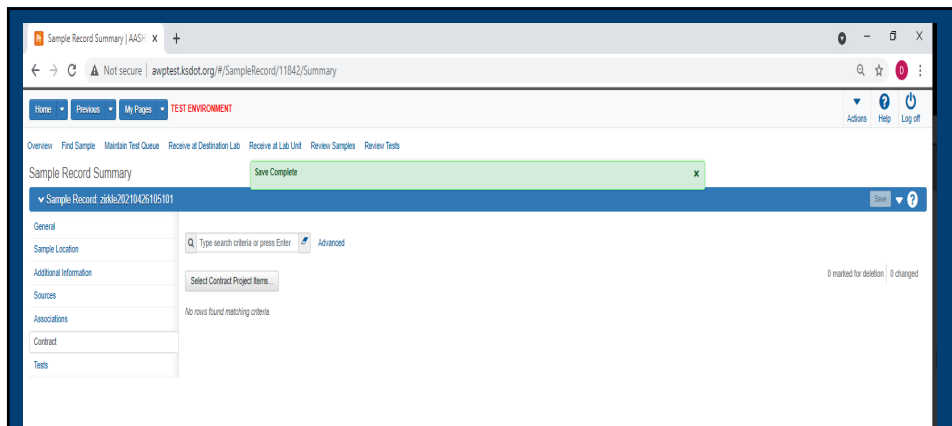 Sample Record Summary | AASH X +
Not secure | awptest.ksdot.org/#/SampleRecord/11842/Summary D
Home Previous My Pages TEST ENVIRONMENT Actions Help Log off
Overview Find Sample Maintain Test Queue Receive at Destination Lab Receive at Lab Unit Review Samples Review Tests
Sample Record Summary
Save Complete x
Sample Record: zirkle20210426105101 Save ?
General
Type search criteria or press Enter Advanced
Sample Location
Additional Information
Select Contract Project Items... 0 marked for deletion 0 changed
Sources
Associations
No rows found matching criteria.
Contract
Tests